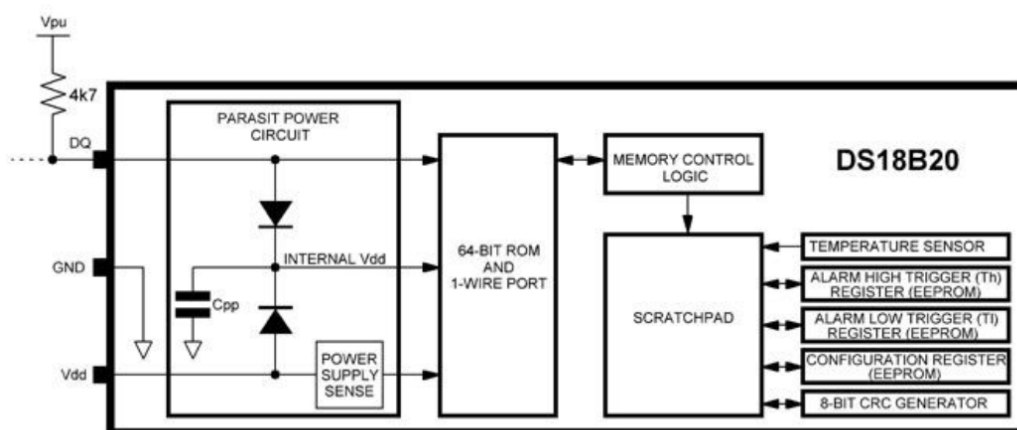 Vpu
4k7
DQ
GND
Vdd
PARASIT POWER
CIRCUIT
INTERNAL Vdd
Cpp
POWER
SUPPLY
SENSE
64-BIT ROM
AND
1-WIRE PORT
MEMORY CONTROL
LOGIC
SCRATCHPAD
DS18B20
TEMPERATURE SENSOR
ALARM HIGH TRIGGER (Th)
REGISTER (EEPROM)
ALARM LOW TRIGGER (Tl)
REGISTER (EEPROM)
CONFIGURATION REGISTER
(EEPROM)
8-BIT CRC GENERATOR